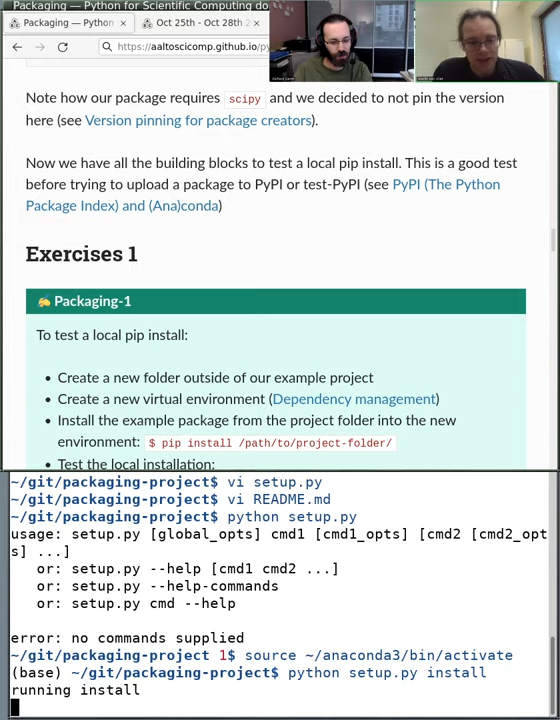 Packaging — Python for Scientific Computing do
Packaging — Python for ×
Oct 25th - Oct 28th 2
https://aaltoscicomp.github.io/py
Note how our package requires scipy and we decided to not pin the version
here (see Version pinning for package creators).
Now we have all the building blocks to test a local pip install. This is a good test
before trying to upload a package to PyPI or test-PyPI (see PyPI (The Python
Package Index) and (Ana)conda)
Exercises 1
✍ Packaging-1
To test a local pip install:
• Create a new folder outside of our example project
• Create a new virtual environment (Dependency management)
• Install the example package from the project folder into the new
environment: $ pip install /path/to/project-folder/
• Test the local installation:
~/git/packaging-project$ vi setup.py
~/git/packaging-project$ vi README.md
~/git/packaging-project$ python setup.py
usage: setup.py [global_opts] cmd1 [cmd1_opts] [cmd2 [cmd2_opt
s] ...]
or: setup.py --help [cmd1 cmd2 ...]
or: setup.py --help-commands
or: setup.py cmd --help
error: no commands supplied
~/git/packaging-project 1$ source ~/anaconda3/bin/activate
(base) ~/git/packaging-project$ python setup.py install
running install